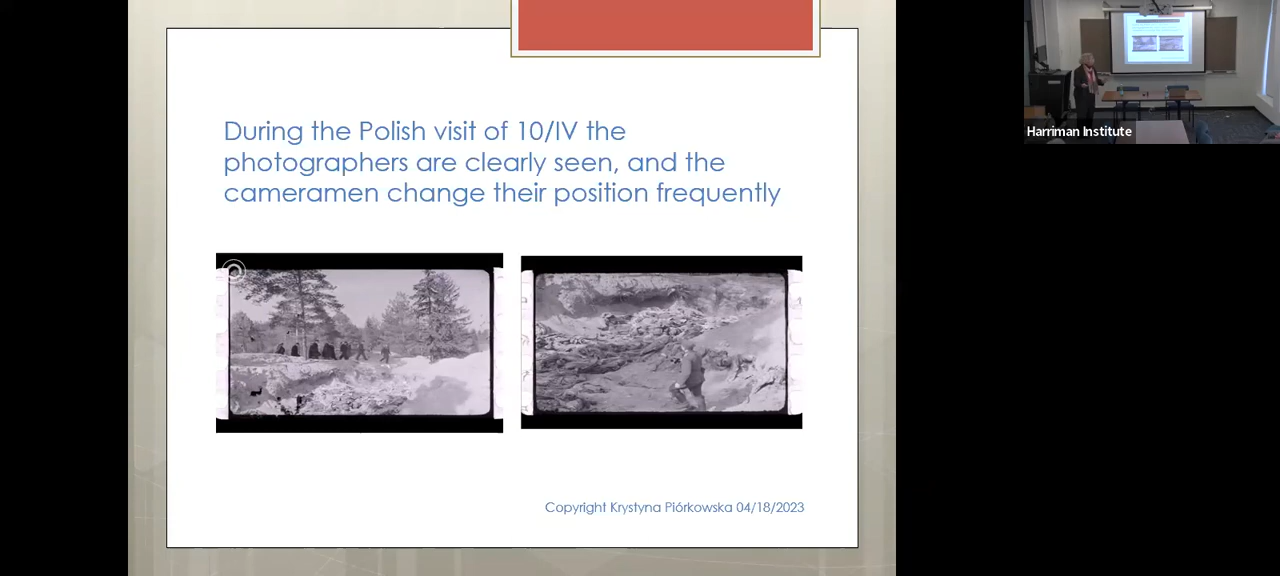 During the Polish visit of 10/IV the
photographers are clearly seen, and the
cameramen change their position frequently
Copyright Krystyna Piórkowska 04/18/2023
Harriman Institute